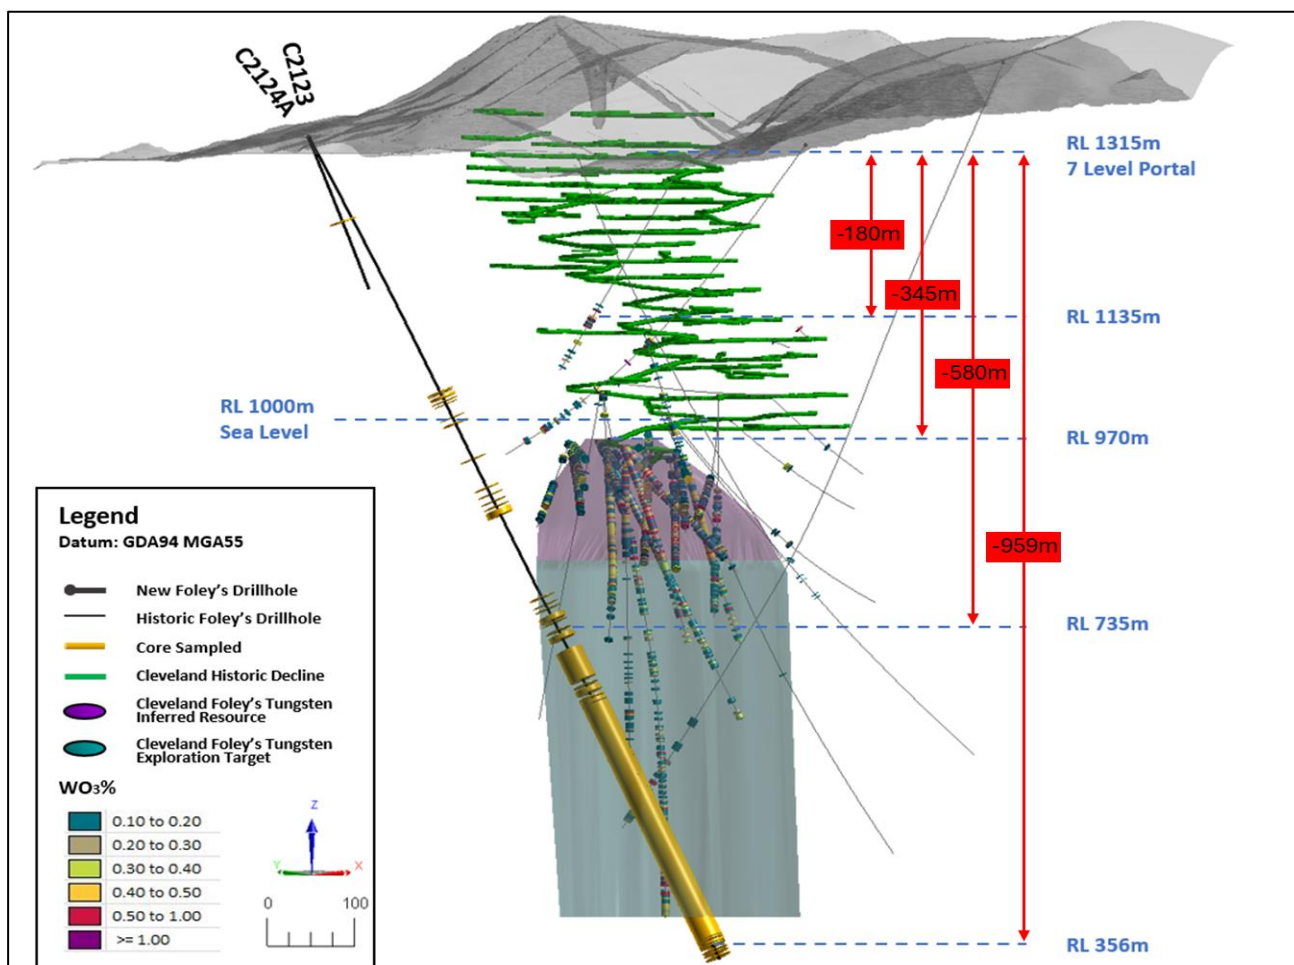 C2123
C2124A
RL 1315m
7 Level Portal
-180m
-345m
RL 1135m
-580m
RL 1000m
Sea Level
RL 970m
-959m
RL 735m
RL 356m
Legend
Datum: GDA94 MGA55
New Foley's Drillhole
Historic Foley's Drillhole
Core Sampled
Cleveland Historic Decline
Cleveland Foley's Tungsten
Inferred Resource
Cleveland Foley's Tungsten
Exploration Target
WO₃%
0.10 to 0.20
0.20 to 0.30
0.30 to 0.40
0.40 to 0.50
0.50 to 1.00
>= 1.00
Z
Y
X
0
100